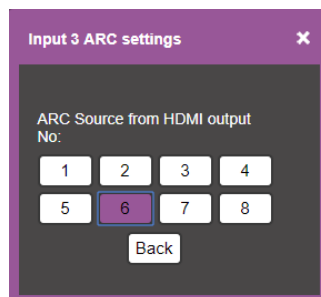 Input 3 ARC settings ×
ARC Source from HDMI output
No:
1 2 3 4
5 6 7 8
Back